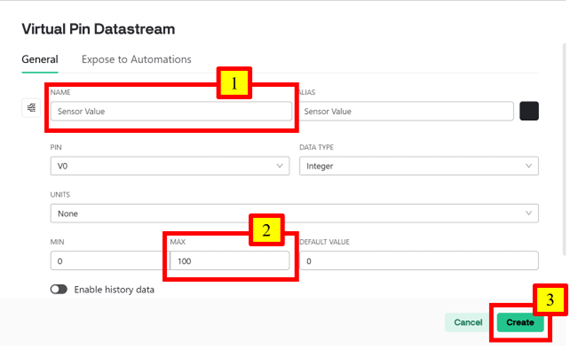 Virtual Pin Datastream
General Expose to Automations
1
NAME ALIAS
Sensor Value Sensor Value
PIN DATA TYPE
V0 Integer
UNITS
None
2
MIN MAX DEFAULT VALUE
0 100 0
Enable history data
3
Cancel Create